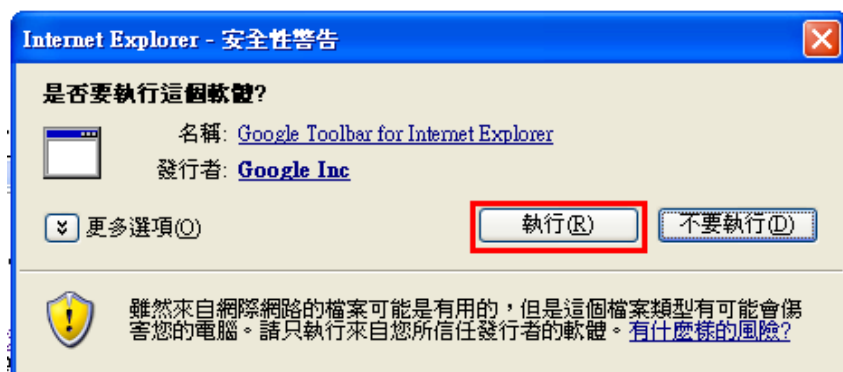 Internet Explorer - 安全性警告
是否要執行這個軟體?
名稱: Google Toolbar for Internet Explorer
發行者: Google Inc
更多選項(O)
執行(R)
不要執行(D)
雖然來自網際網路的檔案可能是有用的，但是這個檔案類型有可能會傷
害您的電腦。請只執行來自您所信任發行者的軟體。有什麼樣的風險?